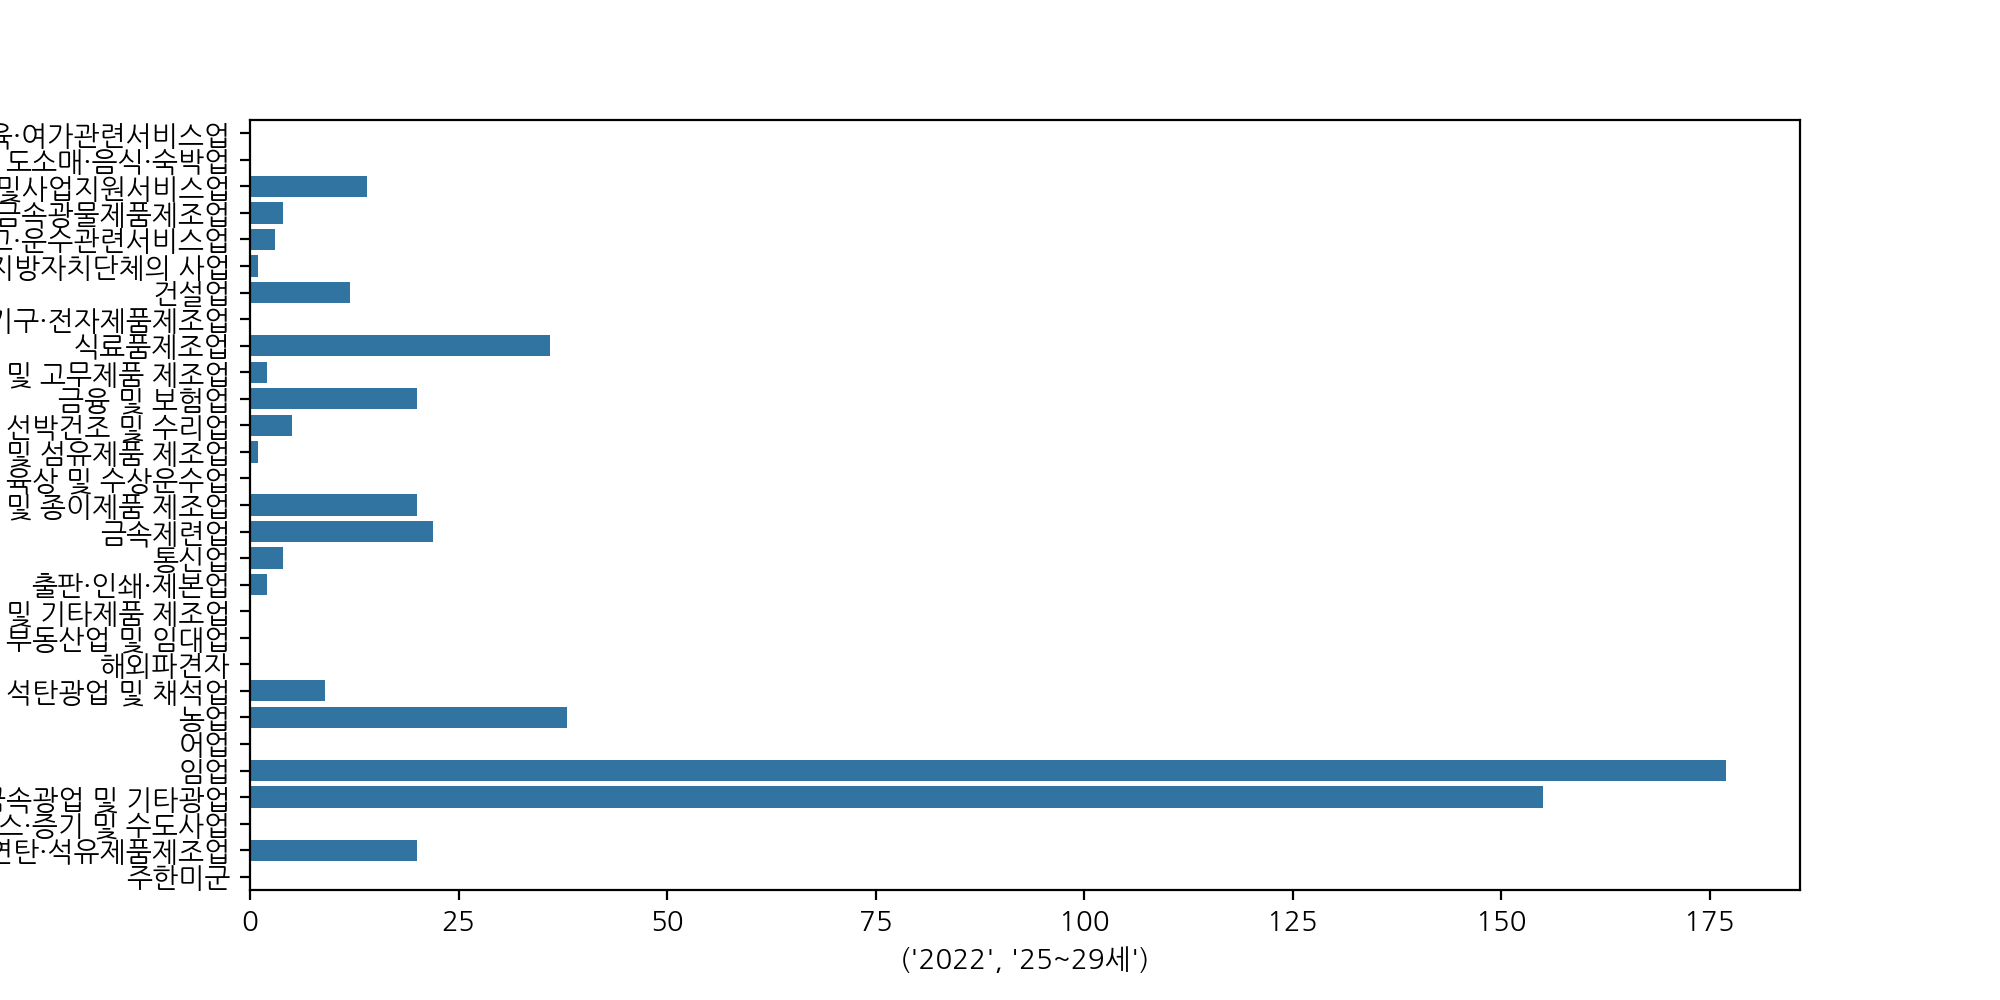 ·여가관련서비스업
도소매·음식·숙박업
및사업지원서비스업
금속광물제품제조업
·운수관련서비스업
지방자치단체의 사업
건설업
기구·전자제품제조업
식료품제조업
및 고무제품 제조업
금융 및 보험업
선박건조 및 수리업
및 섬유제품 제조업
육상 및 수상운수업
및 종이제품 제조업
금속제련업
통신업
출판·인쇄·제본업
및 기타제품 제조업
부동산업 및 임대업
해외파견자
석탄광업 및 채석업
농업
어업
임업
금속광업 및 기타광업
스·증기 및 수도사업
연탄·석유제품제조업
주한미군
0 25 50 75 100 125 150 175
('2022', '25~29세')